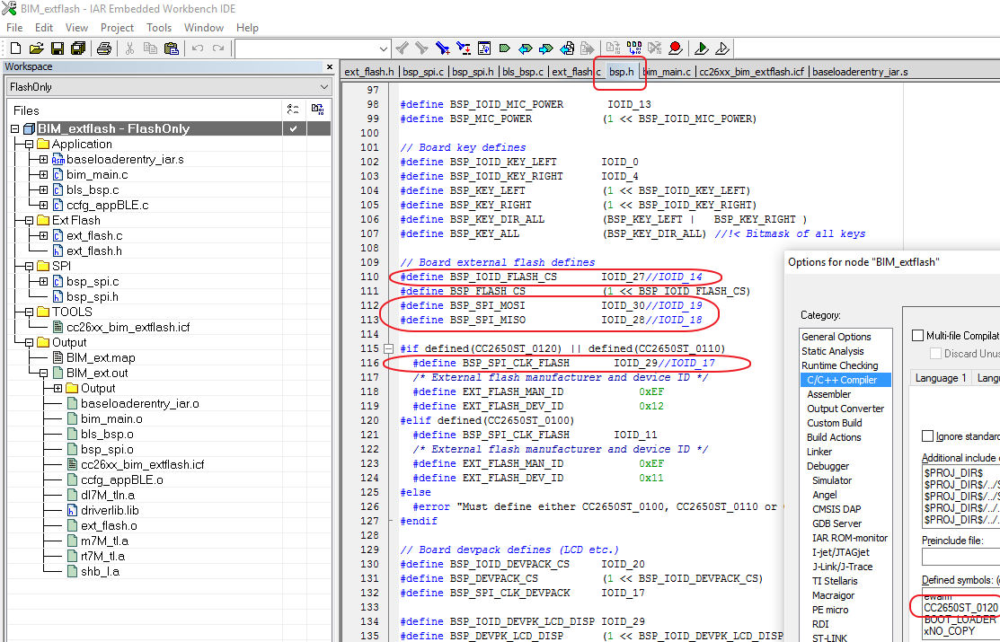 BIM_extflash - IAR Embedded Workbench IDE
File Edit View Project Tools Window Help
Workspace ×
ext_flash.h | bsp_spi.c | bsp_spi.h | bls_bsp.c | ext_flash.c | bsp.h | bim_main.c | cc26xx_bim_extflash.icf | baseloaderentry_iar.s
FlashOnly
Files
BIM_extflash - FlashOnly
Application
baseloaderentry_iar.s
bim_main.c
bls_bsp.c
ccfg_appBLE.c
Ext Flash
ext_flash.c
ext_flash.h
SPI
bsp_spi.c
bsp_spi.h
TOOLS
cc26xx_bim_extflash.icf
Output
BIM_ext.map
BIM_ext.out
Output
baseloaderentry_iar.o
bim_main.o
bls_bsp.o
bsp_spi.o
cc26xx_bim_extflash.icf
ccfg_appBLE.o
dl7M_tln.a
driverlib.lib
ext_flash.o
m7M_tl.a
rt7M_tl.a
shb_l.a
97
98 #define BSP_IOID_MIC_POWER IOID_13
99 #define BSP_MIC_POWER (1 << BSP_IOID_MIC_POWER)
100
101 // Board key defines
102 #define BSP_IOID_KEY_LEFT IOID_0
103 #define BSP_IOID_KEY_RIGHT IOID_4
104 #define BSP_KEY_LEFT (1 << BSP_IOID_KEY_LEFT)
105 #define BSP_KEY_RIGHT (1 << BSP_IOID_KEY_RIGHT)
106 #define BSP_KEY_DIR_ALL (BSP_KEY_LEFT | BSP_KEY_RIGHT )
107 #define BSP_KEY_ALL (BSP_KEY_DIR_ALL) //!< Bitmask of all keys
108
109 // Board external flash defines
110 #define BSP_IOID_FLASH_CS IOID_27//IOID_14
111 #define BSP_FLASH_CS (1 << BSP_IOID_FLASH_CS)
112 #define BSP_SPI_MOSI IOID_30//IOID_19
113 #define BSP_SPI_MISO IOID_28//IOID_18
114
115 #if defined(CC2650ST_0120) || defined(CC2650ST_0110)
116 #define BSP_SPI_CLK_FLASH IOID_29//IOID_17
117 /* External flash manufacturer and device ID */
118 #define EXT_FLASH_MAN_ID 0xEF
119 #define EXT_FLASH_DEV_ID 0x12
120 #elif defined(CC2650ST_0100)
121 #define BSP_SPI_CLK_FLASH IOID_11
122 /* External flash manufacturer and device ID */
123 #define EXT_FLASH_MAN_ID 0xEF
124 #define EXT_FLASH_DEV_ID 0x11
125 #else
126 #error "Must define either CC2650ST_0100, CC2650ST_0110 or
127 #endif
128
129 // Board devpack defines (LCD etc.)
130 #define BSP_IOID_DEVPACK_CS IOID_20
131 #define BSP_DEVPACK_CS (1 << BSP_IOID_DEVPACK_CS)
132 #define BSP_SPI_CLK_DEVPACK IOID_17
133
134 #define BSP_IOID_DEVPK_LCD_DISP IOID_29
135 #define BSP_DEVPK_LCD_DISP (1 << BSP_IOID_DEVPK_LCD_DISP
Options for node "BIM_extflash"
Category:
General Options
Static Analysis
Runtime Checking
C/C++ Compiler
Assembler
Output Converter
Custom Build
Build Actions
Linker
Debugger
Simulator
Angel
CMSIS DAP
GDB Server
IAR ROM-monitor
I-jet/JTAGjet
J-Link/J-Trace
TI Stellaris
Macraigor
PE micro
RDI
ST-LINK
Multi-file Compilat
Discard Unus
Language 1 Langu
Ignore standard
Additional include
$PROJ_DIR$
$PROJ_DIR$/../S
$PROJ_DIR$/../
$PROJ_DIR$/../
$PROJ_DIR$/../
Preinclude file:
Defined symbols: (
ewarm
CC2650ST_0120
BOOT_LOADER
xNO_COPY